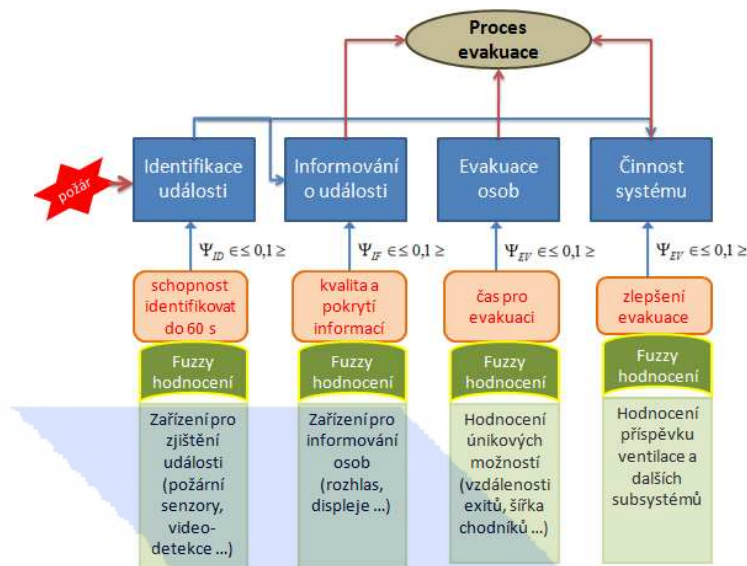 Proces
evakuace
požár
Identifikace
události
Informování
o události
Evakuace
osob
Činnost
systému
Ψ_ID ∈≤ 0,1 ≥
Ψ_IF ∈≤ 0,1 ≥
Ψ_EV ∈≤ 0,1 ≥
Ψ_EV ∈≤ 0,1 ≥
schopnost
identifikovat
do 60 s
kvalita a
pokrytí
informací
čas pro
evakuaci
zlepšení
evakuace
Fuzzy
hodnocení
Fuzzy
hodnocení
Fuzzy
hodnocení
Fuzzy
hodnocení
Zařízení pro
zjištění
události
(požární
senzory,
video-
detekce ...)
Zařízení pro
informování
osob
(rozhlas,
displeje ...)
Hodnocení
únikových
možností
(vzdálenosti
exitů, šířka
chodníků ...)
Hodnocení
příspěvku
ventilace a
dalších
subsystémů